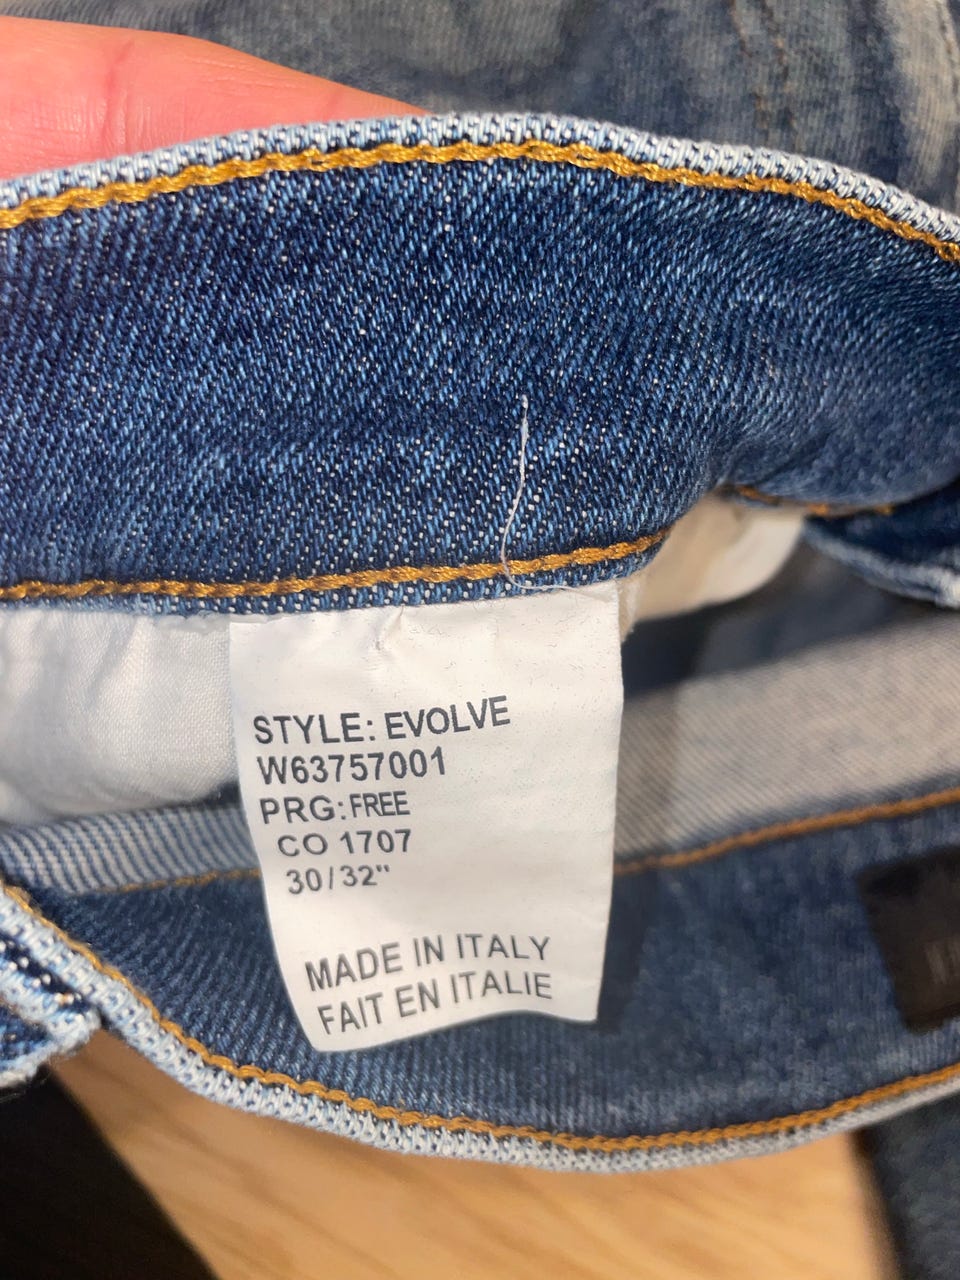 STYLE: EVOLVE
W63757001
PRG: FREE
CO 1707
30/32"
MADE IN ITALY
FAIT EN ITALIE